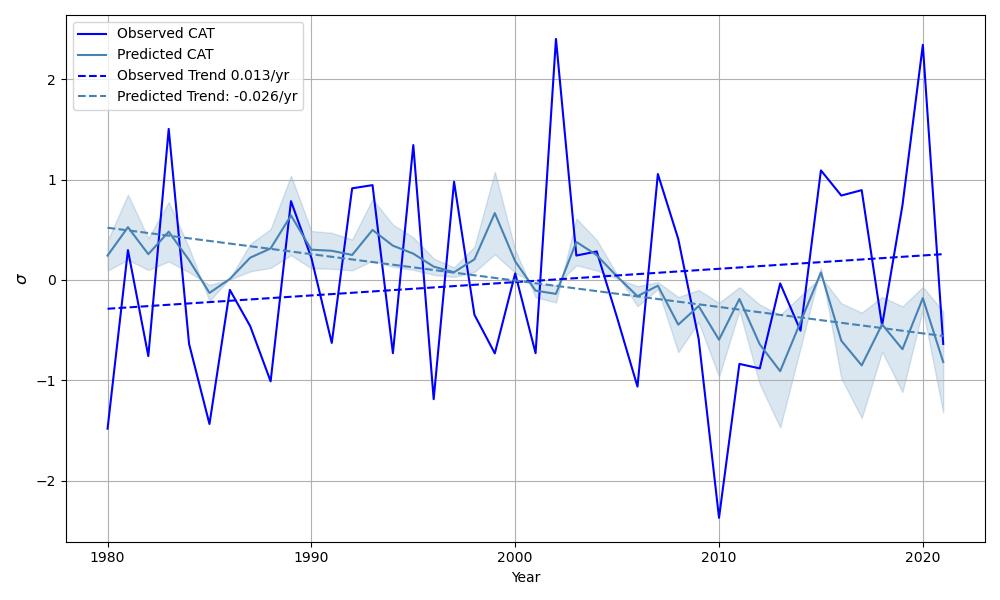 Observed CAT
Predicted CAT
Observed Trend 0.013/yr
Predicted Trend: -0.026/yr
2
1
0
−1
−2
σ
1980
1990
2000
2010
2020
Year